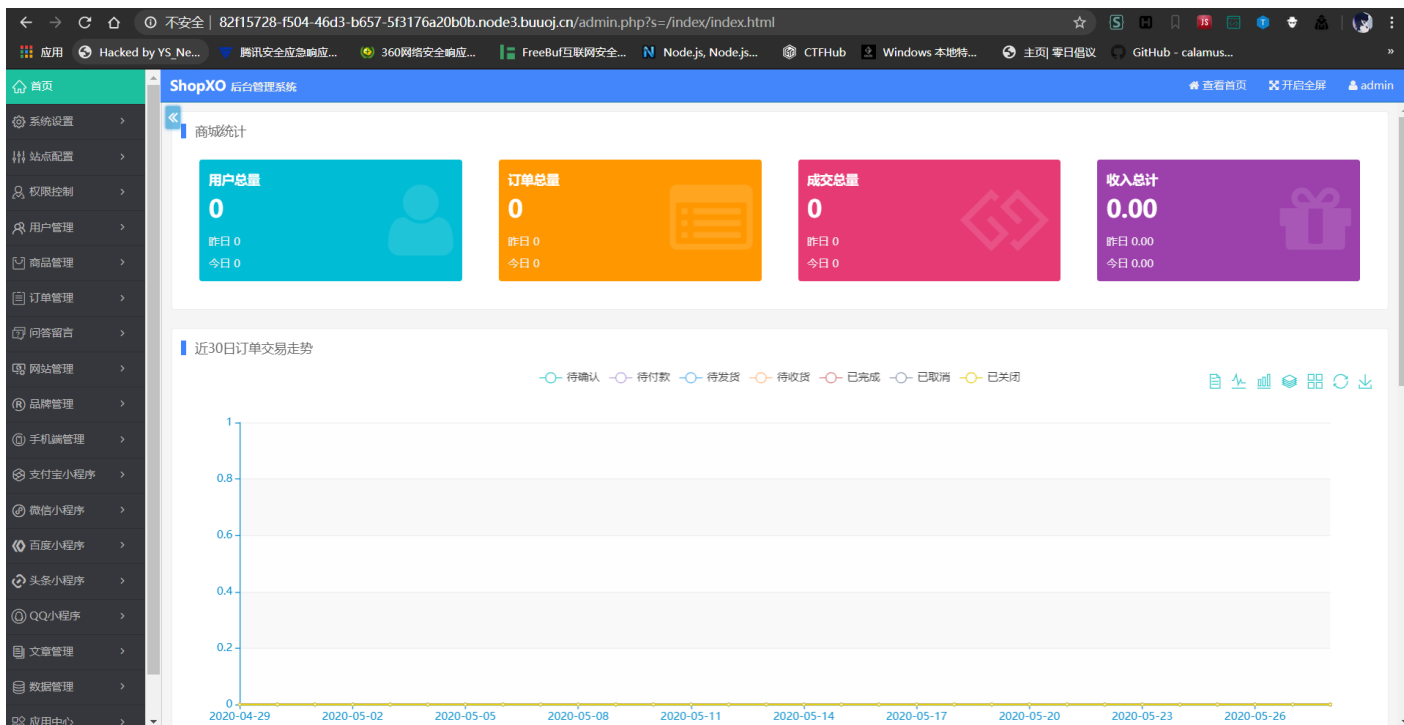 不安全 | 82f15728-f504-46d3-b657-5f3176a20b0b.node3.buuoj.cn/admin.php?s=/index/index.html
应用 Hacked by YS_Ne... 腾讯安全应急响应... 360网络安全响应... FreeBuf互联网安全... Node.js, Node.js... CTFHub Windows 本地特... 主页| 零日倡议 GitHub - calamus... »
首页
系统设置
站点配置
权限控制
用户管理
商品管理
订单管理
问答留言
网站管理
品牌管理
手机端管理
支付宝小程序
微信小程序
百度小程序
头条小程序
QQ小程序
文章管理
数据管理
应用中心
ShopXO 后台管理系统 查看首页 开启全屏 admin
商城统计
用户总量
0
昨日 0
今日 0
订单总量
0
昨日 0
今日 0
成交总量
0
昨日 0
今日 0
收入总计
0.00
昨日 0.00
今日 0.00
近30日订单交易走势
待确认 待付款 待发货 待收货 已完成 已取消 已关闭
1
0.8
0.6
0.4
0.2
0
2020-04-29 2020-05-02 2020-05-05 2020-05-08 2020-05-11 2020-05-14 2020-05-17 2020-05-20 2020-05-23 2020-05-26